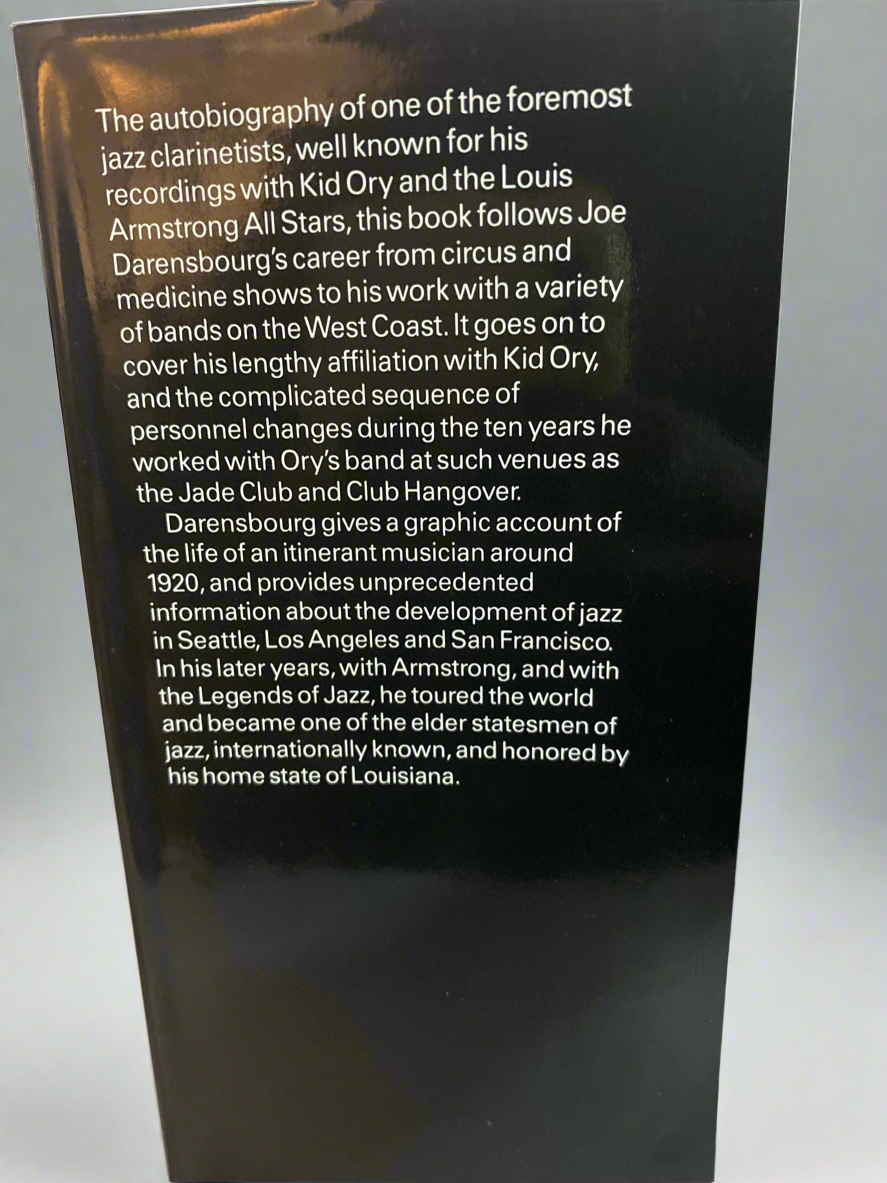 The autobiography of one of the foremost
jazz clarinetists, well known for his
recordings with Kid Ory and the Louis
Armstrong All Stars, this book follows Joe
Darensbourg's career from circus and
medicine shows to his work with a variety
of bands on the West Coast. It goes on to
cover his lengthy affiliation with Kid Ory,
and the complicated sequence of
personnel changes during the ten years he
worked with Ory's band at such venues as
the Jade Club and Club Hangover.
Darensbourg gives a graphic account of
the life of an itinerant musician around
1920, and provides unprecedented
information about the development of jazz
in Seattle, Los Angeles and San Francisco.
In his later years, with Armstrong, and with
the Legends of Jazz, he toured the world
and became one of the elder statesmen of
jazz, internationally known, and honored by
his home state of Louisiana.